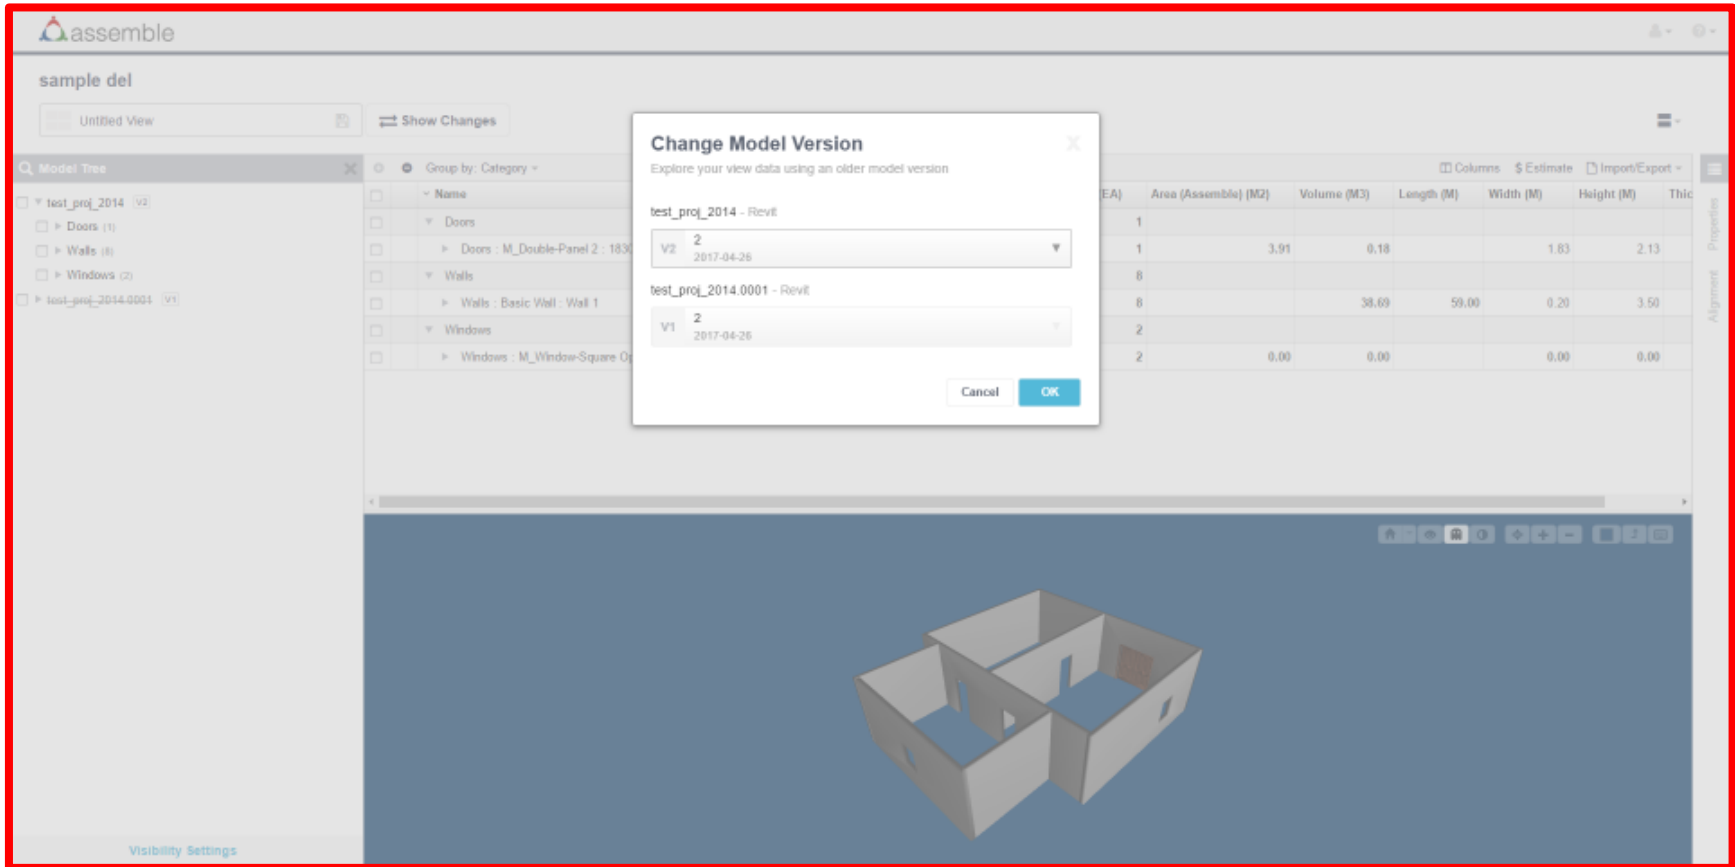 assemble
sample del
Untitled View
Show Changes
Model Tree
test_proj_2014 V2
Doors (1)
Walls (8)
Windows (2)
test_proj_2014.0001 V1
Visibility Settings
Group by: Category
Columns $ Estimate Import/Export
Name EA) Area (Assemble) (M2) Volume (M3) Length (M) Width (M) Height (M) Thic
Doors 1
Doors : M_Double-Panel 2 : 1830 1 3.91 0.18 1.83 2.13
Walls 8
Walls : Basic Wall : Wall 1 8 38.69 59.00 0.20 3.50
Windows 2
Windows : M_Window-Square Op 2 0.00 0.00 0.00 0.00
Properties
Alignment
Change Model Version
X
Explore your view data using an older model version
test_proj_2014 - Revit
V2 2
2017-04-26
test_proj_2014.0001 - Revit
V1 2
2017-04-26
Cancel OK